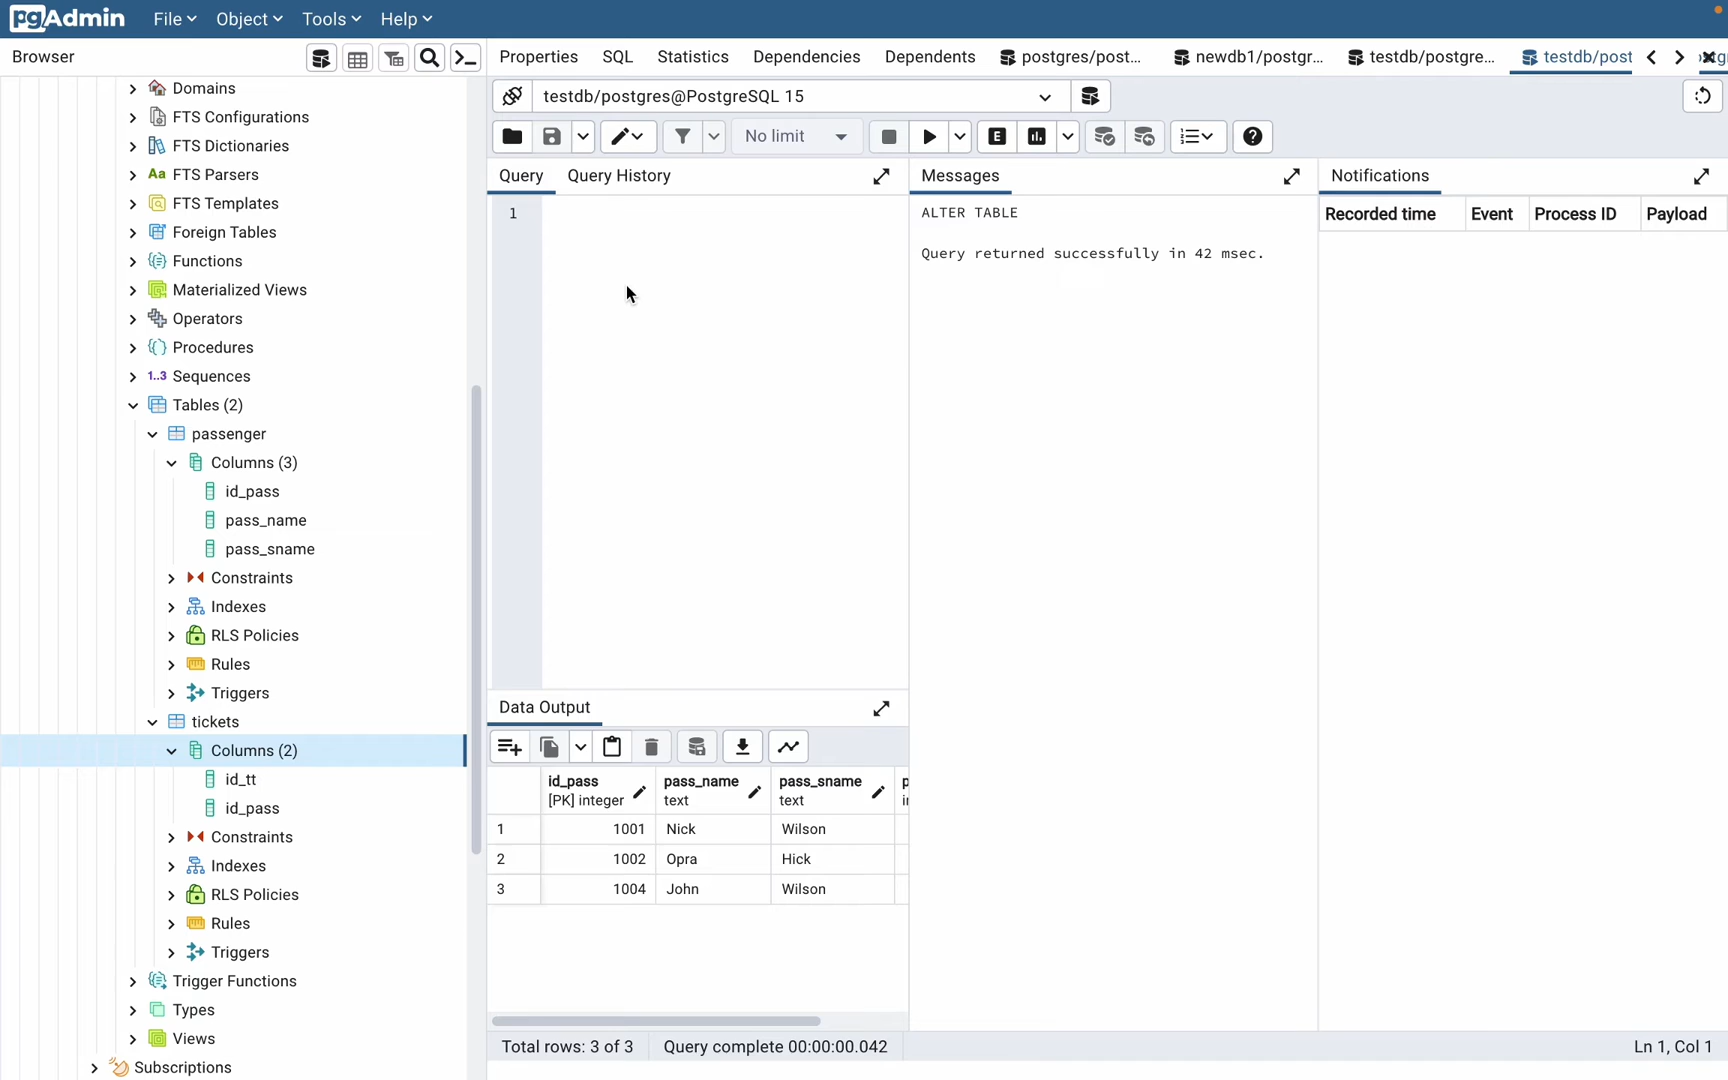 pgAdmin File Object Tools Help
Browser
Properties SQL Statistics Dependencies Dependents postgres/post... newdb1/postgr... testdb/postgre... testdb/post
testdb/postgres@PostgreSQL 15
No limit
E
Query Query History
Messages
Notifications
1
ALTER TABLE
Query returned successfully in 42 msec.
Recorded time Event Process ID Payload
Domains
FTS Configurations
FTS Dictionaries
Aa FTS Parsers
FTS Templates
Foreign Tables
Functions
Materialized Views
Operators
Procedures
1..3 Sequences
Tables (2)
passenger
Columns (3)
id_pass
pass_name
pass_sname
Constraints
Indexes
RLS Policies
Rules
Triggers
tickets
Columns (2)
id_tt
id_pass
Constraints
Indexes
RLS Policies
Rules
Triggers
Trigger Functions
Types
Views
Subscriptions
Data Output
id_pass pass_name pass_sname
[PK] integer text text
1 1001 Nick Wilson
2 1002 Opra Hick
3 1004 John Wilson
Total rows: 3 of 3 Query complete 00:00:00.042 Ln 1, Col 1